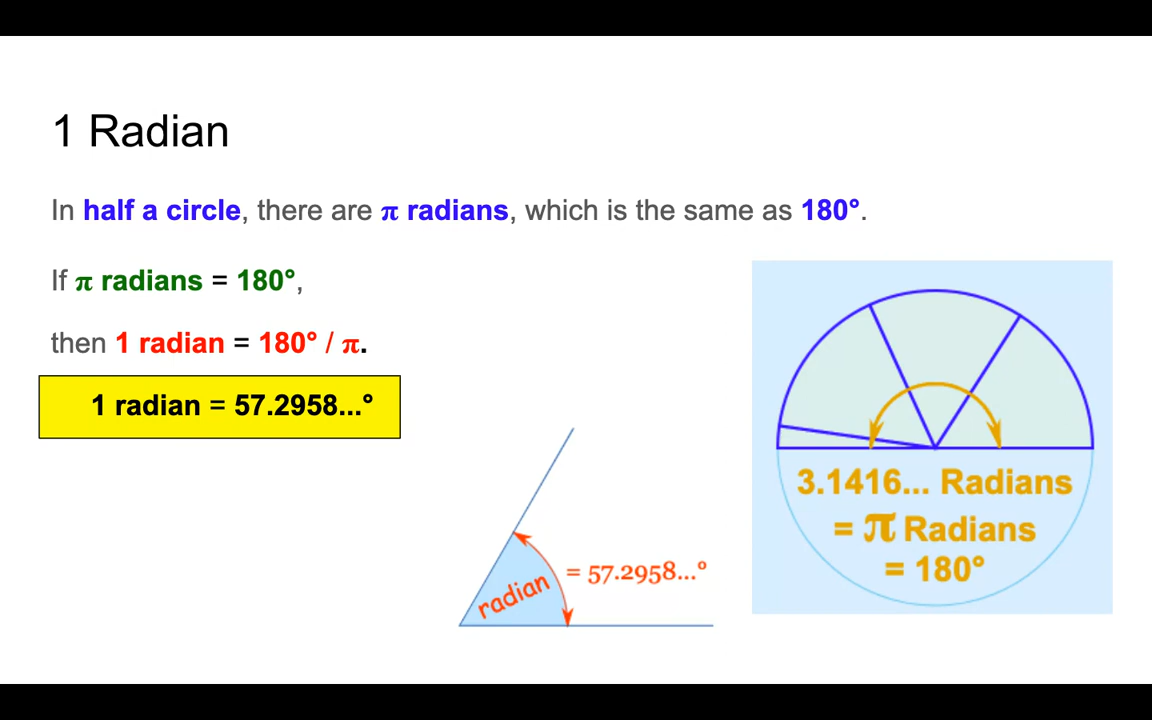 1 Radian
In half a circle, there are π radians, which is the same as 180°.
If π radians = 180°,
then 1 radian = 180° / π.
1 radian = 57.2958...°
radian
= 57.2958...°
3.1416... Radians
= π Radians
= 180°